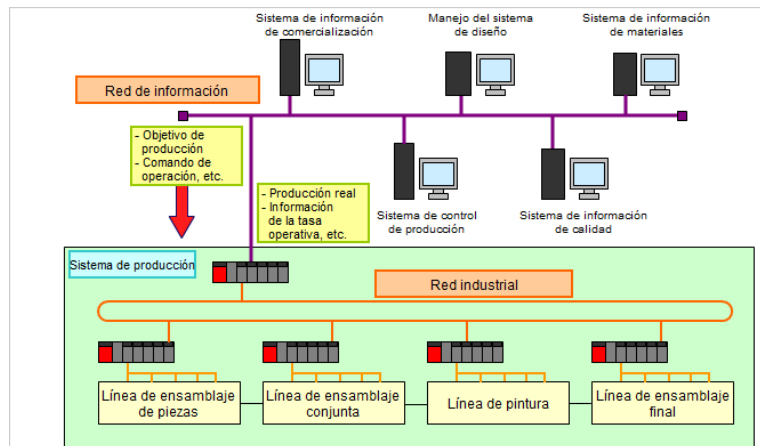 Sistema de información
de comercialización
Manejo del sistema
de diseño
Sistema de información
de materiales
Red de información
- Objetivo de
producción
- Comando de
operación, etc.
- Producción real
- Información
de la tasa
operativa, etc.
Sistema de control
de producción
Sistema de información
de calidad
Sistema de producción
Red industrial
Línea de ensamblaje
de piezas
Línea de ensamblaje
conjunta
Línea de pintura
Línea de ensamblaje
final